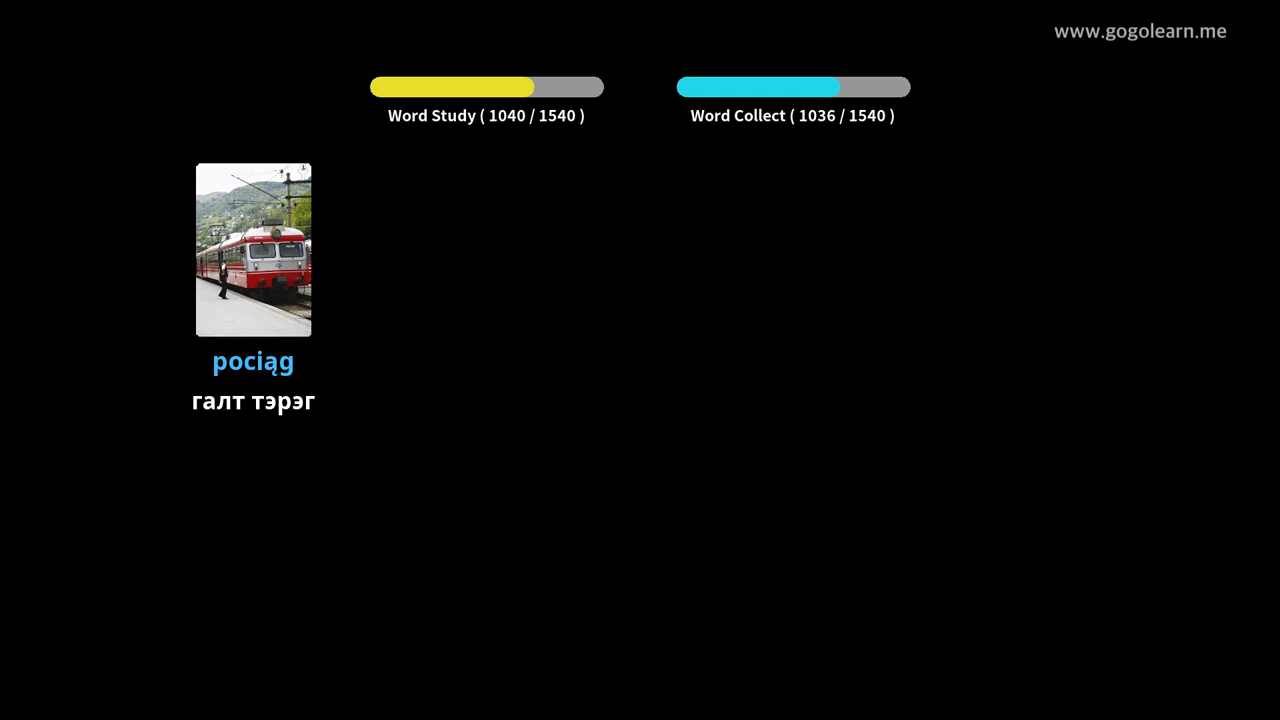 www.gogolearn.me
Word Study ( 1040 / 1540 )
Word Collect ( 1036 / 1540 )
pociąg
галт тэрэг